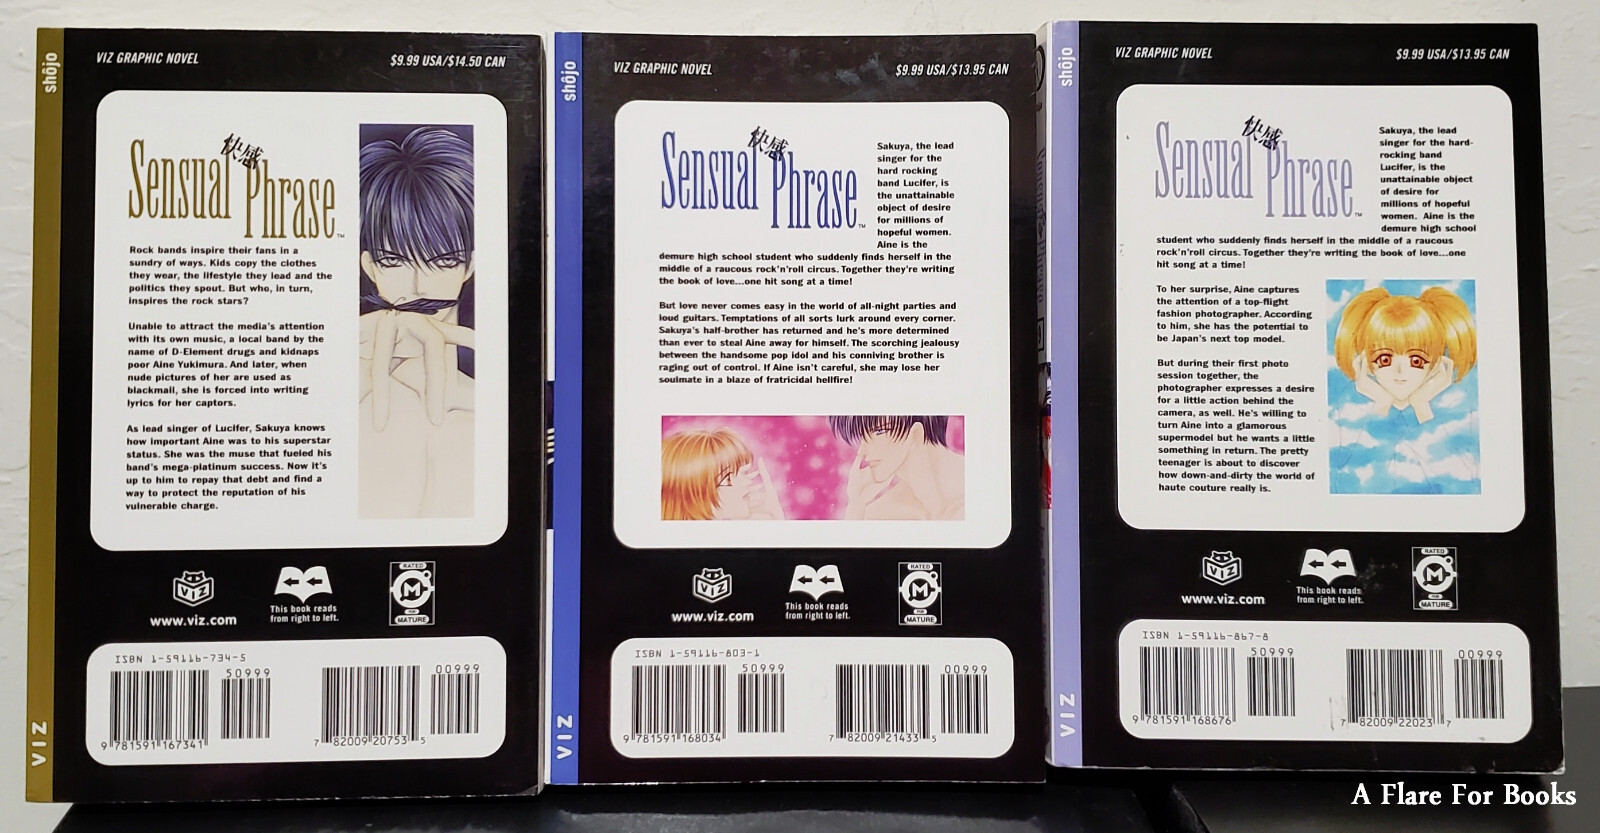 shôjo
VIZ GRAPHIC NOVEL
$9.99 USA/$14.50 CAN
快感
Sensual Phrase™
Rock bands inspire their fans in a
sundry of ways. Kids copy the clothes
they wear, the lifestyle they lead and the
politics they spout. But who, in turn,
inspires the rock stars?
Unable to attract the media's attention
with its own music, a local band by the
name of D-Element drugs and kidnaps
poor Aine Yukimura. And later, when
nude pictures of her are used as
blackmail, she is forced into writing
lyrics for her captors.
As lead singer of Lucifer, Sakuya knows
how important Aine was to his superstar
status. She was the muse that fueled his
band's mega-platinum success. Now it's
up to him to repay that debt and find a
way to protect the reputation of his
vulnerable charge.
VIZ
www.viz.com
This book reads
from right to left.
RATED
M
FOR
MATURE
ISBN 1-59116-734-5
50999
00999
9 781591 167341
7 82009 20753 5
VIZ
shôjo
VIZ GRAPHIC NOVEL
$9.99 USA/$13.95 CAN
快感
Sensual Phrase™
Sakuya, the lead
singer for the
hard rocking
band Lucifer, is
the unattainable
object of desire
for millions of
hopeful women.
Aine is the
demure high school student who suddenly finds herself in the
middle of a raucous rock'n'roll circus. Together they're writing
the book of love...one hit song at a time!
But love never comes easy in the world of all-night parties and
loud guitars. Temptations of all sorts lurk around every corner.
Sakuya's half-brother has returned and he's more determined
than ever to steal Aine away for himself. The scorching jealousy
between the handsome pop idol and his conniving brother is
raging out of control. If Aine isn't careful, she may lose her
soulmate in a blaze of fratricidal hellfire!
VIZ
www.viz.com
This book reads
from right to left.
RATED
M
FOR
MATURE
ISBN 1-59116-803-1
50999
00999
9 781591 168034
7 82009 21433 5
VIZ
shôjo
VIZ GRAPHIC NOVEL
$9.99 USA/$13.95 CAN
快感
Sensual Phrase™
Sakuya, the lead
singer for the hard-
rocking band
Lucifer, is the
unattainable object
of desire for
millions of hopeful
women. Aine is the
demure high school
student who suddenly finds herself in the middle of a raucous
rock'n'roll circus. Together they're writing the book of love...one
hit song at a time!
To her surprise, Aine captures
the attention of a top-flight
fashion photographer. According
to him, she has the potential to
be Japan's next top model.
But during their first photo
session together, the
photographer expresses a desire
for a little action behind the
camera, as well. He's willing to
turn Aine into a glamorous
supermodel but he wants a little
something in return. The pretty
teenager is about to discover
how down-and-dirty the world of
haute couture really is.
VIZ
www.viz.com
This book reads
from right to left.
RATED
M
FOR
MATURE
ISBN 1-59116-867-8
50999
00999
9 781591 168676
7 82009 22023 7
VIZ
A Flare For Books